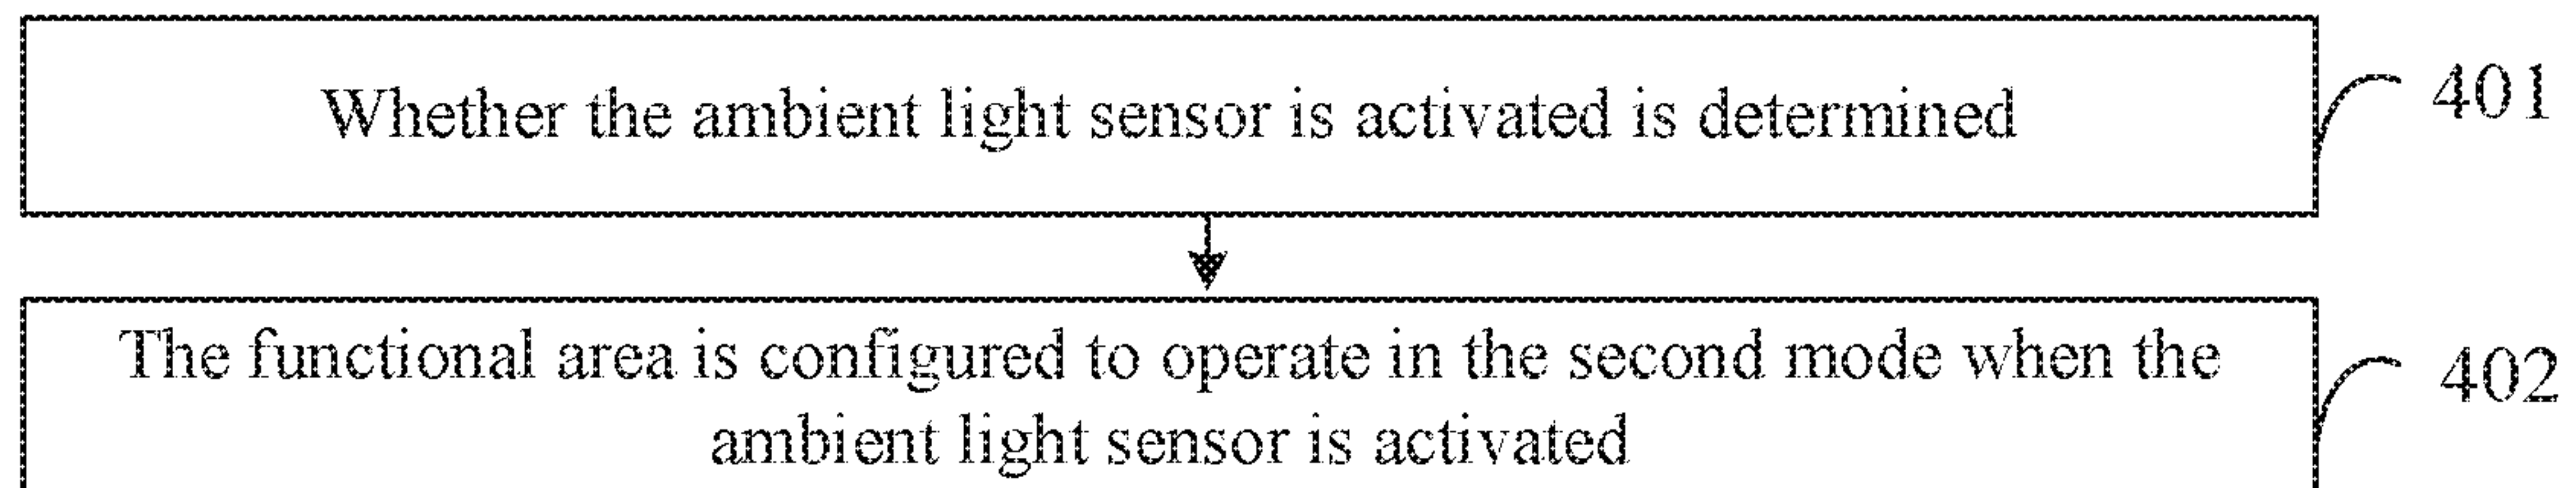 Whether the ambient light sensor is activated is determined
401
The functional area is configured to operate in the second mode when the
ambient light sensor is activated
402